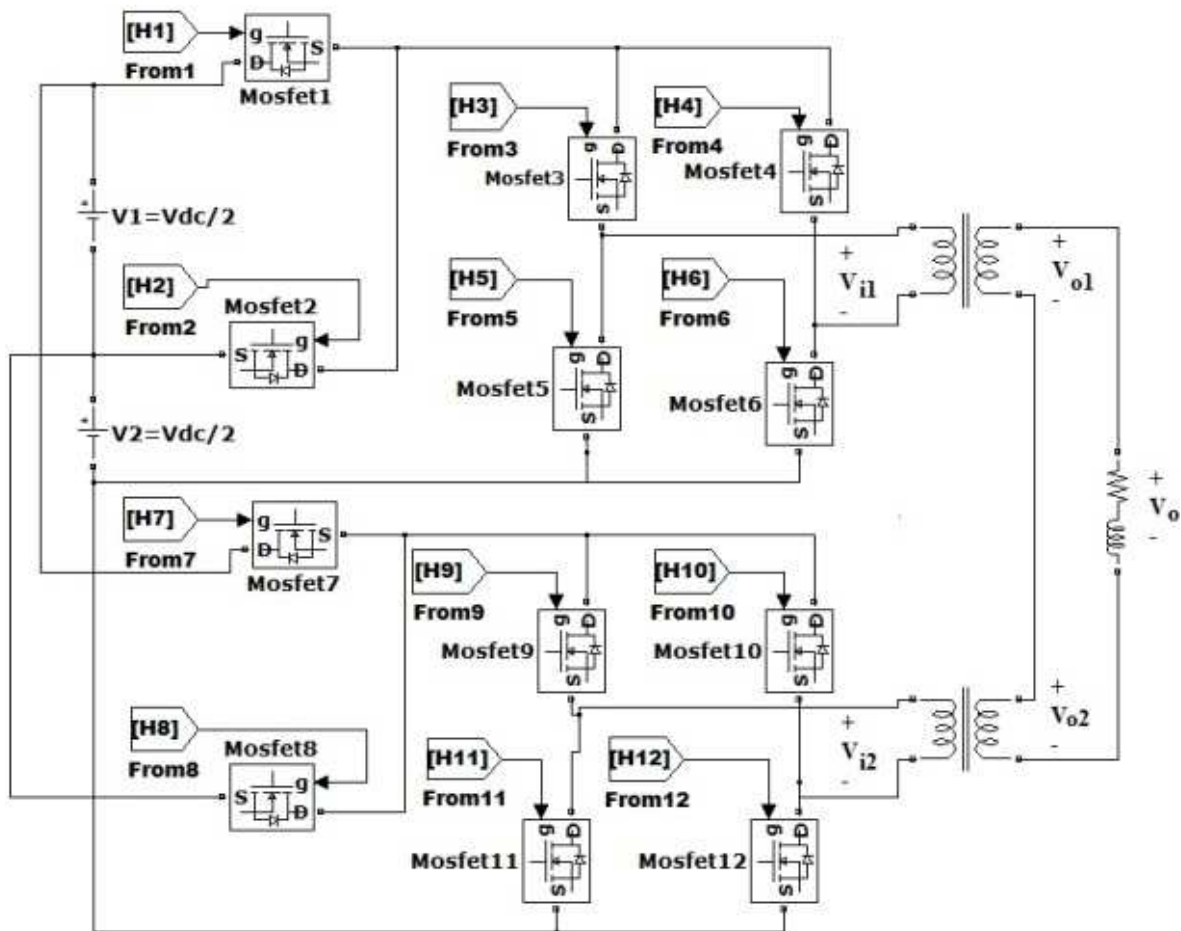 [H1]
From1
g
D
S
Mosfet1
[H3]
From3
g
D
S
Mosfet3
[H4]
From4
g
D
S
Mosfet4
+
V1=Vdc/2
[H2]
From2
Mosfet2
S
g
D
[H5]
From5
g
D
S
Mosfet5
[H6]
From6
g
D
S
Mosfet6
+
Vi1
-
+
Vo1
-
+
V2=Vdc/2
+
Vo
-
[H7]
From7
g
D
S
Mosfet7
[H9]
From9
g
D
S
Mosfet9
[H10]
From10
g
D
S
Mosfet10
[H8]
From8
Mosfet8
S
g
D
[H11]
From11
g
D
S
Mosfet11
[H12]
From12
g
D
S
Mosfet12
+
Vi2
-
+
Vo2
-